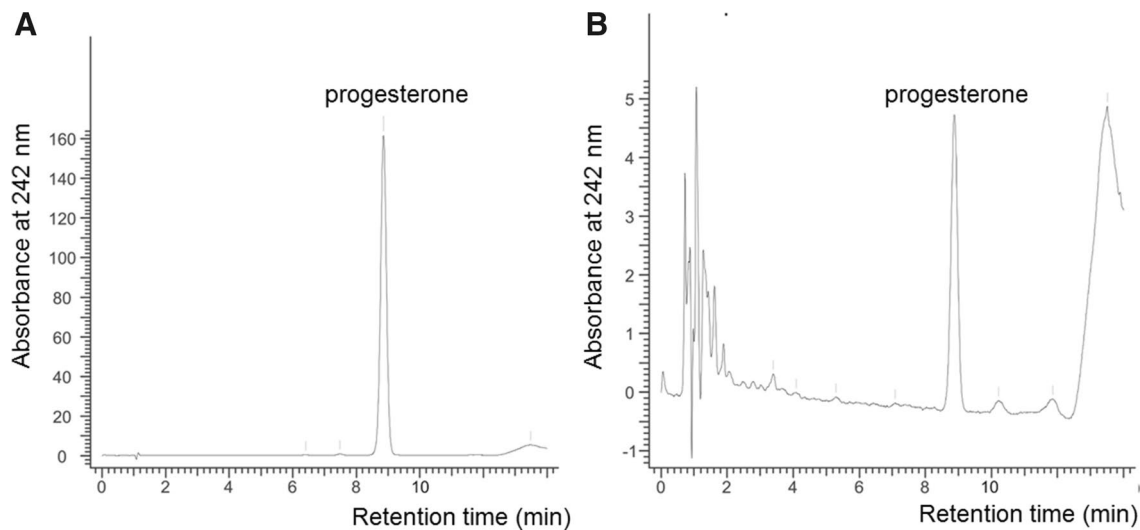 A
progesterone
Absorbance at 242 nm
160
140
120
100
80
60
40
20
0
0 2 4 6 8 10
Retention time (min)
B
progesterone
Absorbance at 242 nm
5
4
3
2
1
0
-1
0 2 4 6 8 10
Retention time (min)